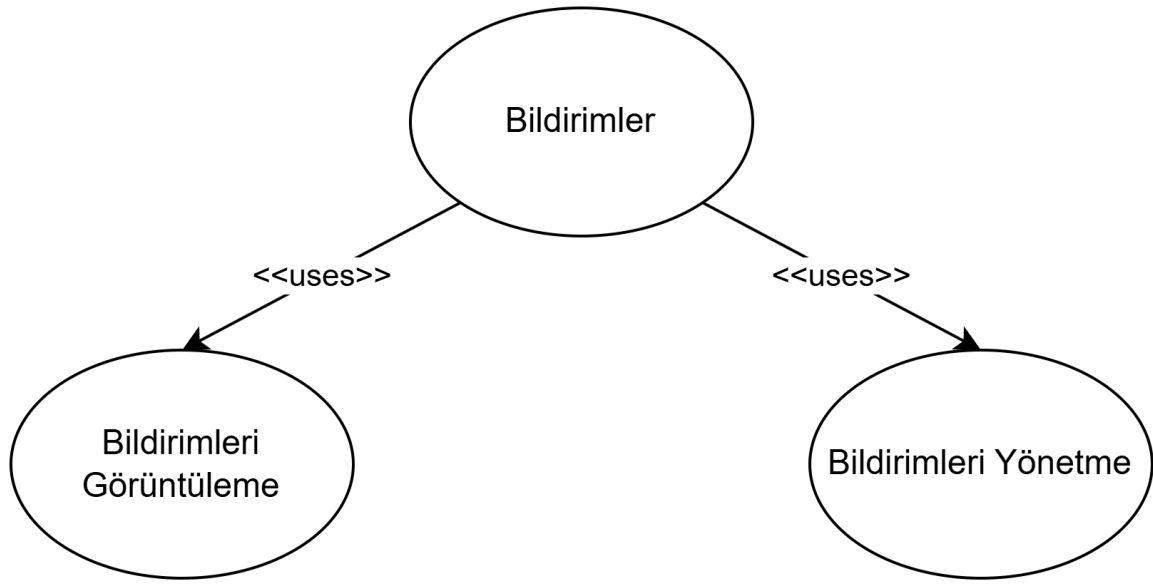 Bildirimler
<<uses>>
<<uses>>
Bildirimleri
Görüntüleme
Bildirimleri Yönetme